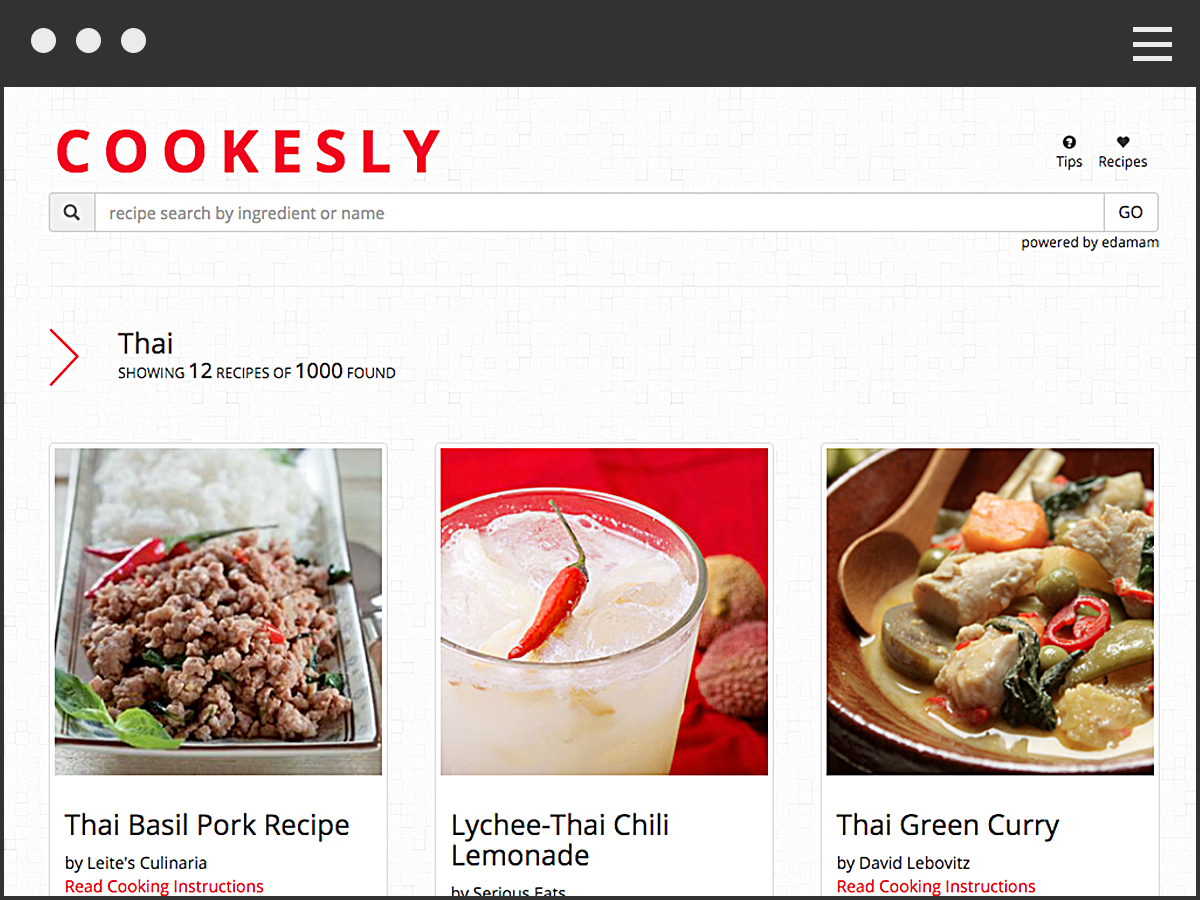 COOKESLY
Tips
Recipes
recipe search by ingredient or name
GO
powered by edamam
Thai
SHOWING 12 RECIPES OF 1000 FOUND
Thai Basil Pork Recipe
by Leite's Culinaria
Read Cooking Instructions
Lychee-Thai Chili
Lemonade
by Serious Eats
Thai Green Curry
by David Lebovitz
Read Cooking Instructions